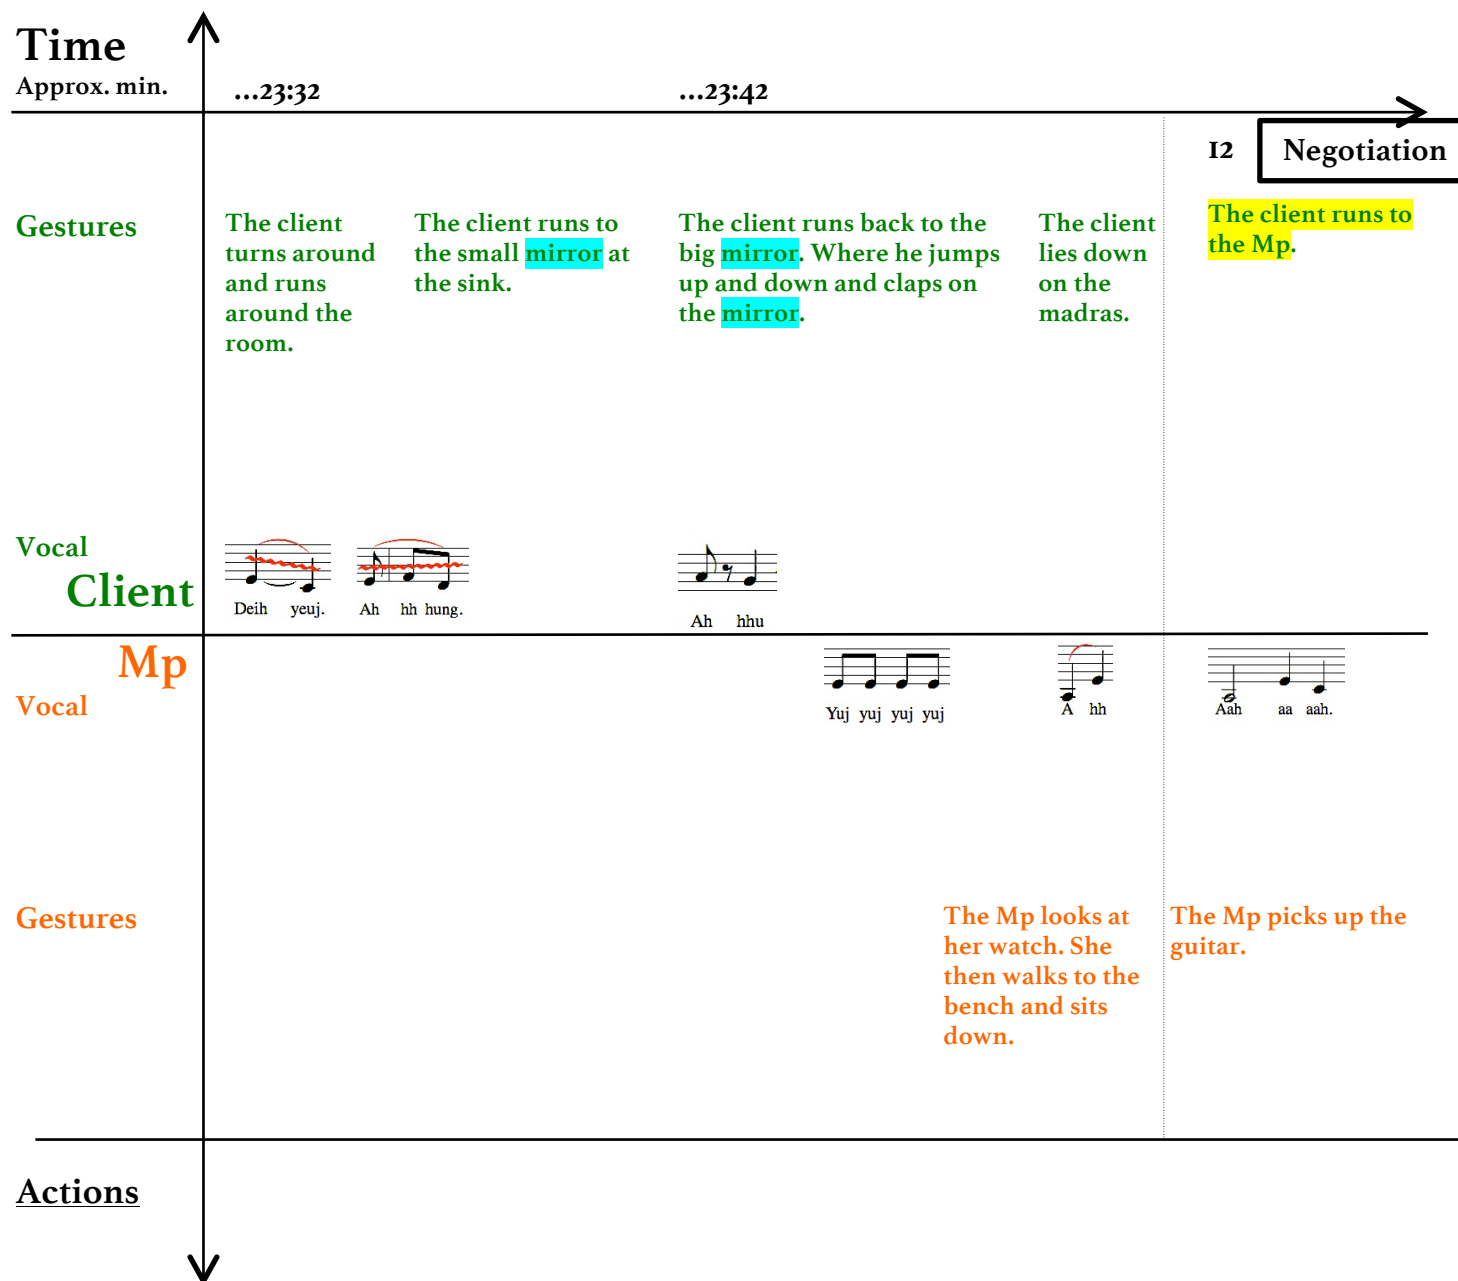 Time
Approx. min.
...23:32
...23:42
12
Negotiation
Gestures
The client
turns around
and runs
around the
room.
The client runs to
the small mirror at
the sink.
The client runs back to the
big mirror. Where he jumps
up and down and claps on
the mirror.
The client
lies down
on the
madras.
The client runs to
the Mp.
Vocal
Client
Deih yeuj.
Ah hh hung.
Ah hhu
Mp
Vocal
Yuj yuj yuj yuj
A hh
Aah aa aah.
Gestures
The Mp looks at
her watch. She
then walks to the
bench and sits
down.
The Mp picks up the
guitar.
Actions